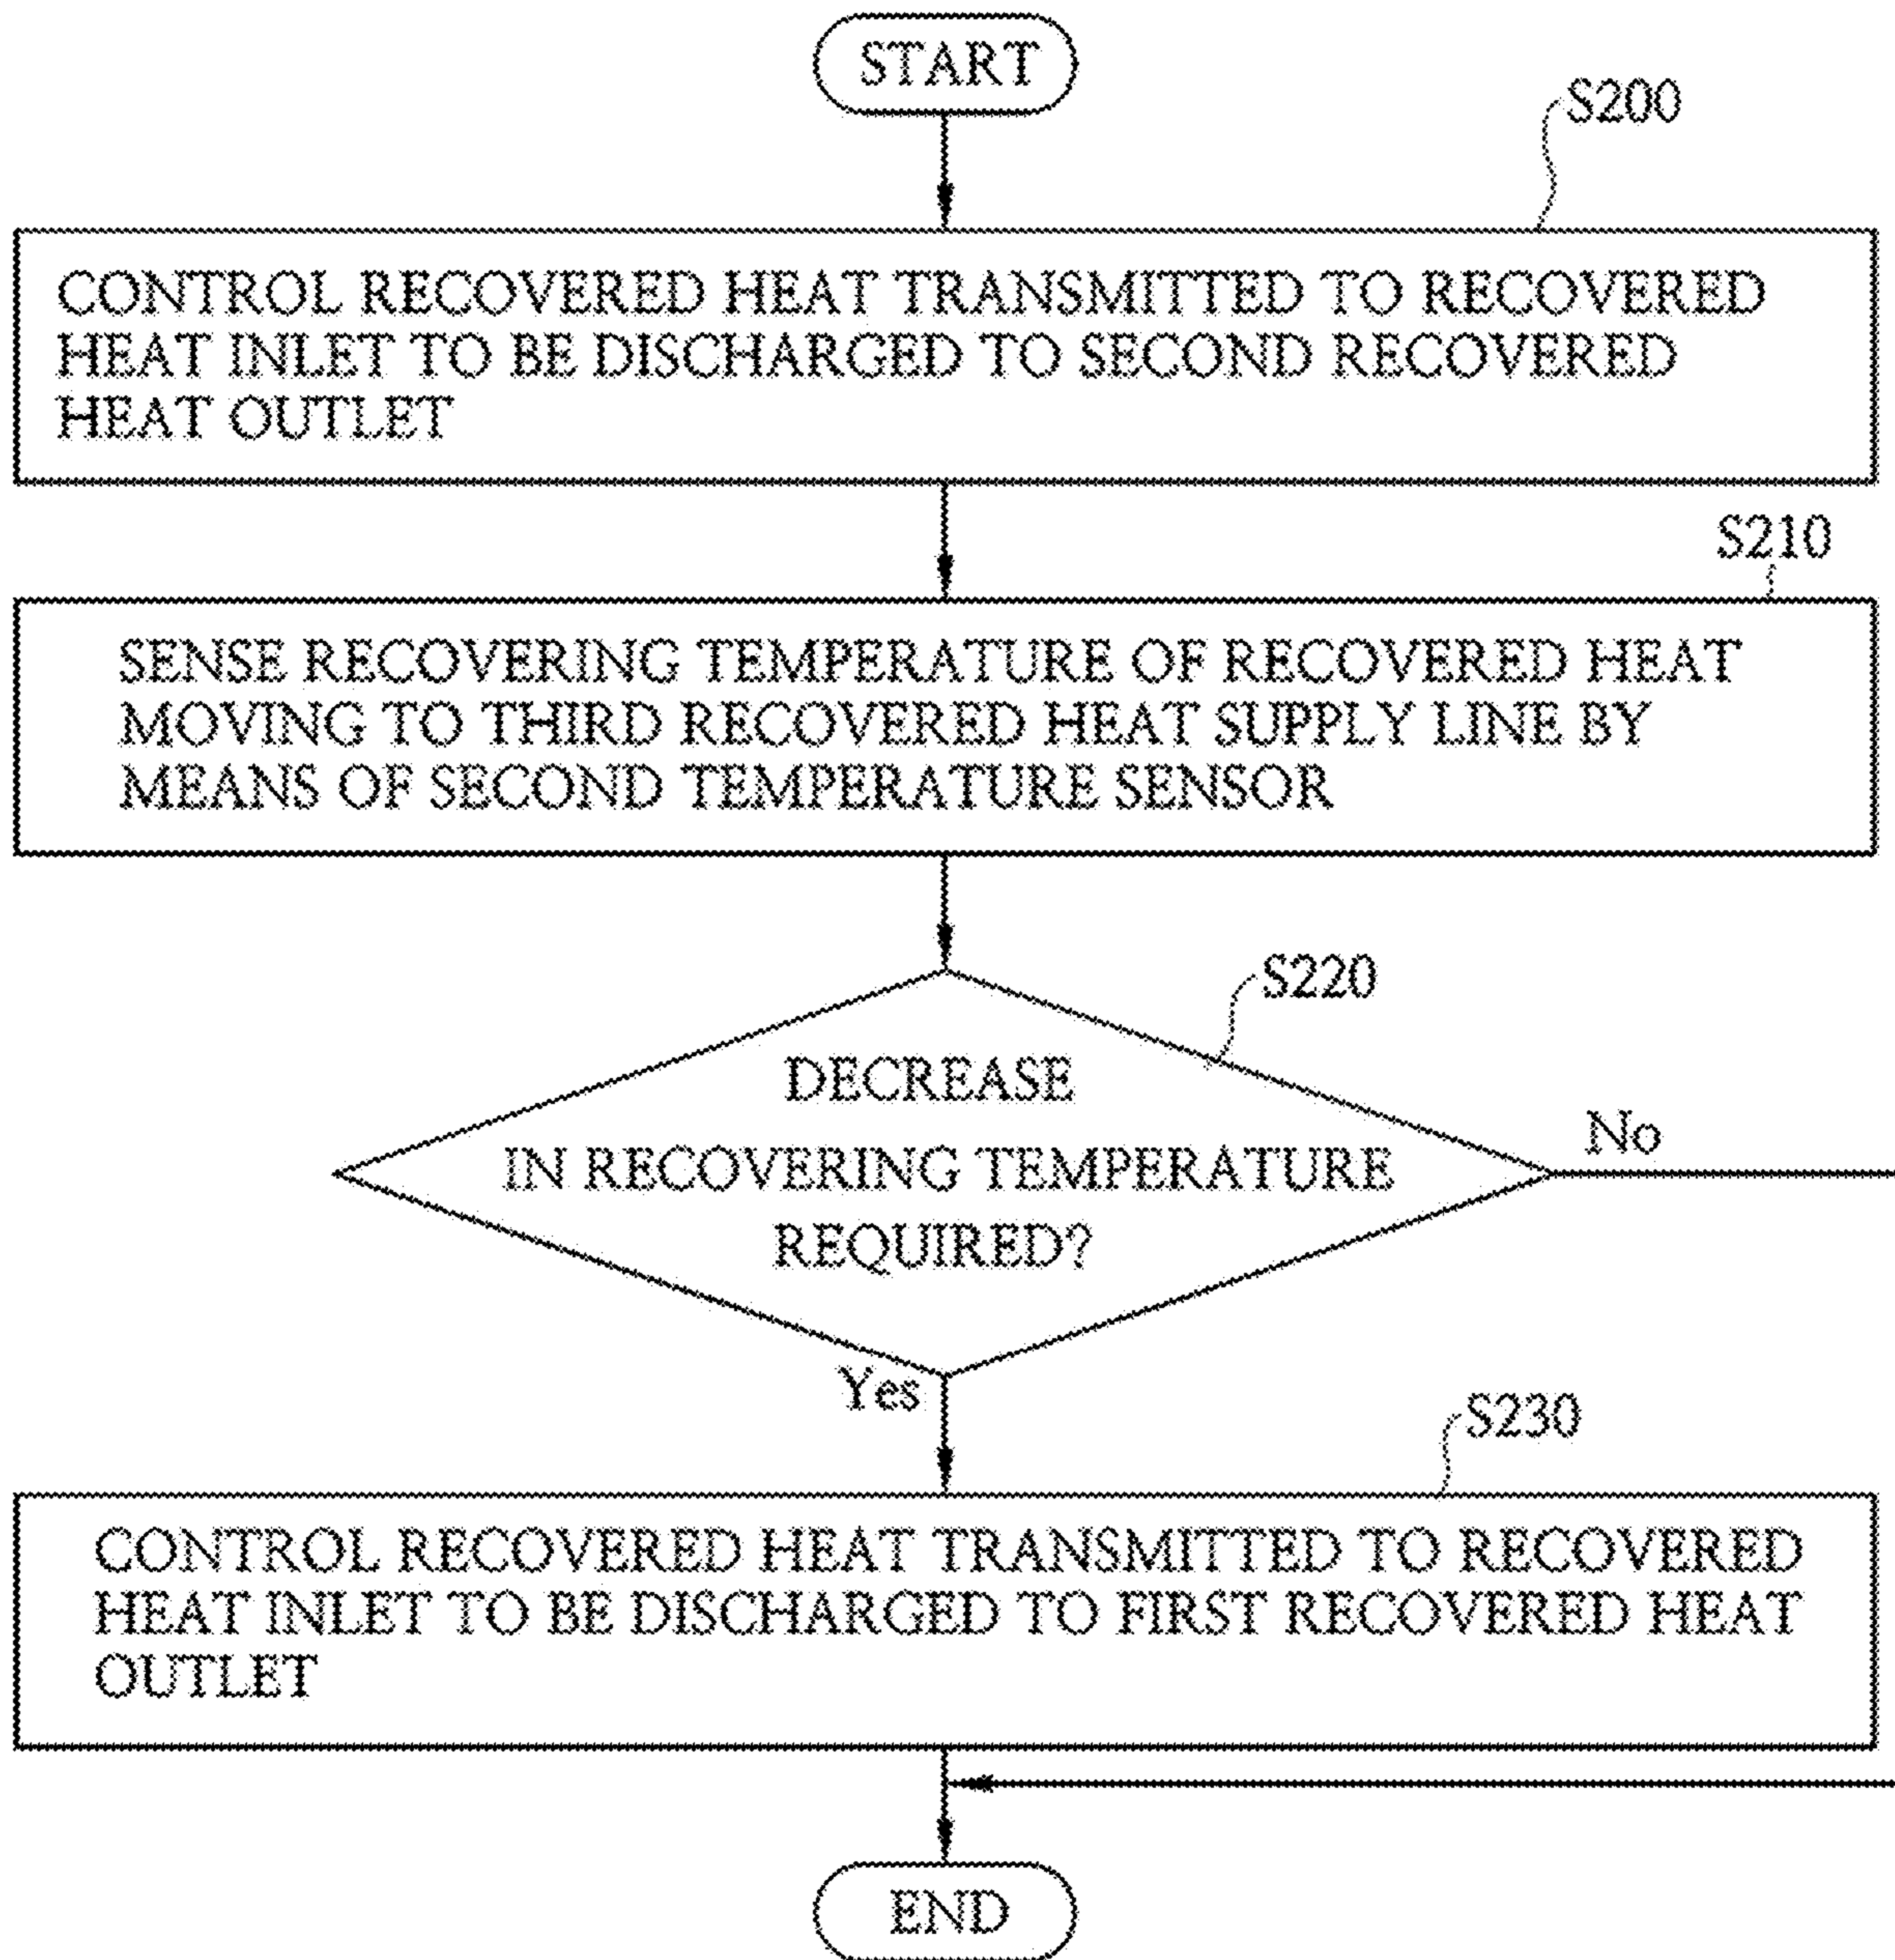 START
S200
CONTROL RECOVERED HEAT TRANSMITTED TO RECOVERED
HEAT INLET TO BE DISCHARGED TO SECOND RECOVERED
HEAT OUTLET
S210
SENSE RECOVERING TEMPERATURE OF RECOVERED HEAT
MOVING TO THIRD RECOVERED HEAT SUPPLY LINE BY
MEANS OF SECOND TEMPERATURE SENSOR
S220
DECREASE
IN RECOVERING TEMPERATURE
REQUIRED?
No
Yes
S230
CONTROL RECOVERED HEAT TRANSMITTED TO RECOVERED
HEAT INLET TO BE DISCHARGED TO FIRST RECOVERED HEAT
OUTLET
END